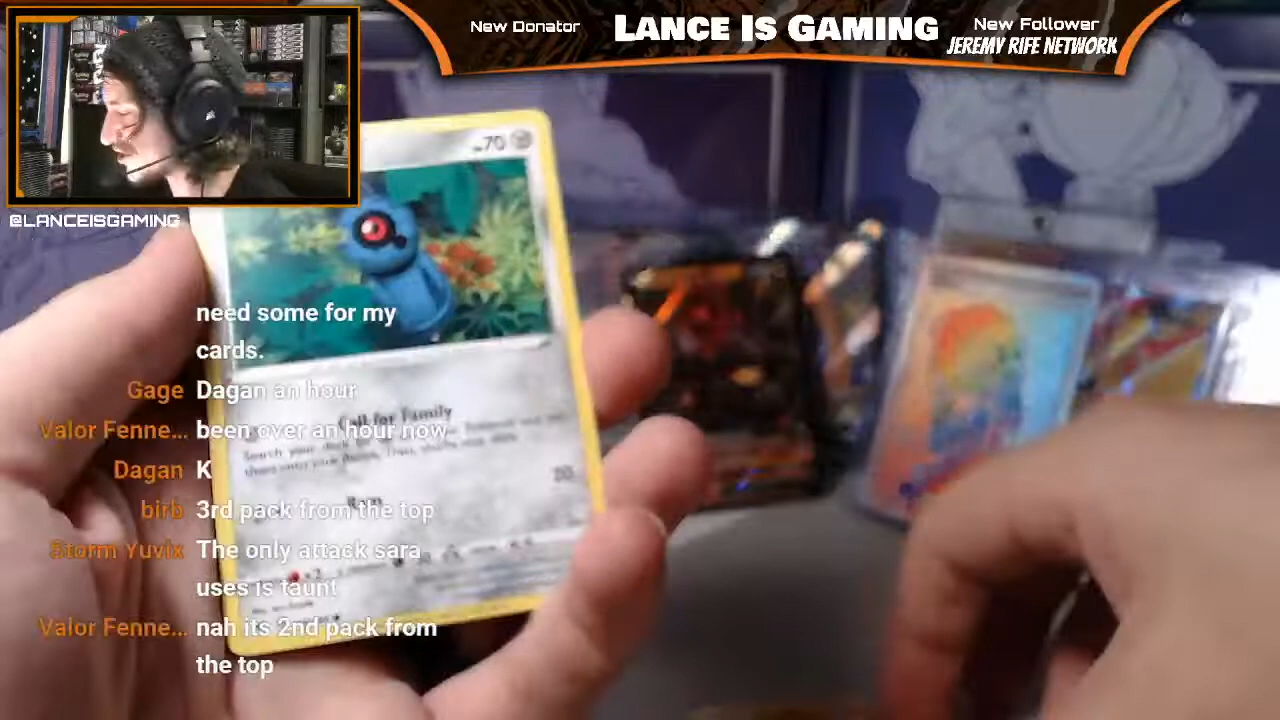 New Donator
LANCE IS GAMING
New Follower
JEREMY RIFE NETWORK
@LANCEISGAMING
70
need some for my
cards.
Gage Dagan an hour
Valor Fenne... been over an hour now
Dagan K
birb 3rd pack from the top
Storm Yuvix The only attack sara
uses is taunt
Valor Fenne... nah its 2nd pack from
the top
Call for Family
Ram